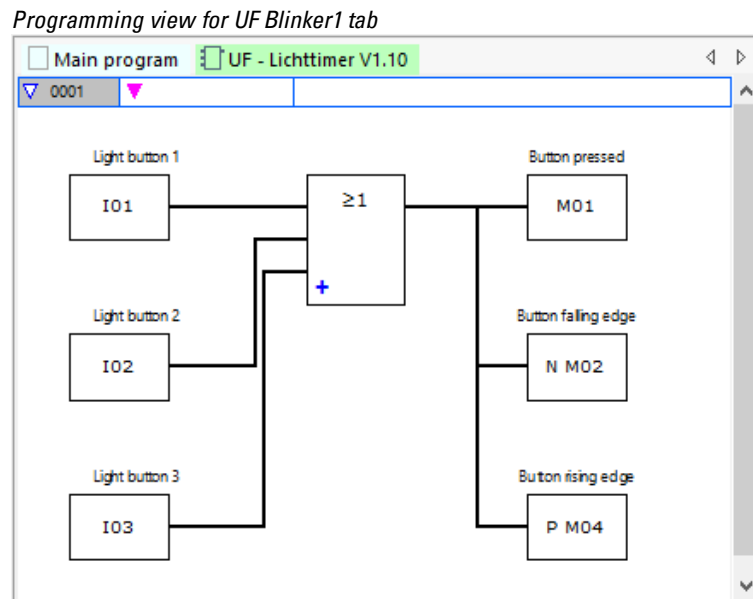 Programming view for UF Blinker1 tab
Main program UF - Lichttimer V1.10
0001
Light button 1 Button pressed
I01 ≥1 M01
+
Light button 2 Button falling edge
I02 N M02
Light button 3 Button rising edge
I03 P M04